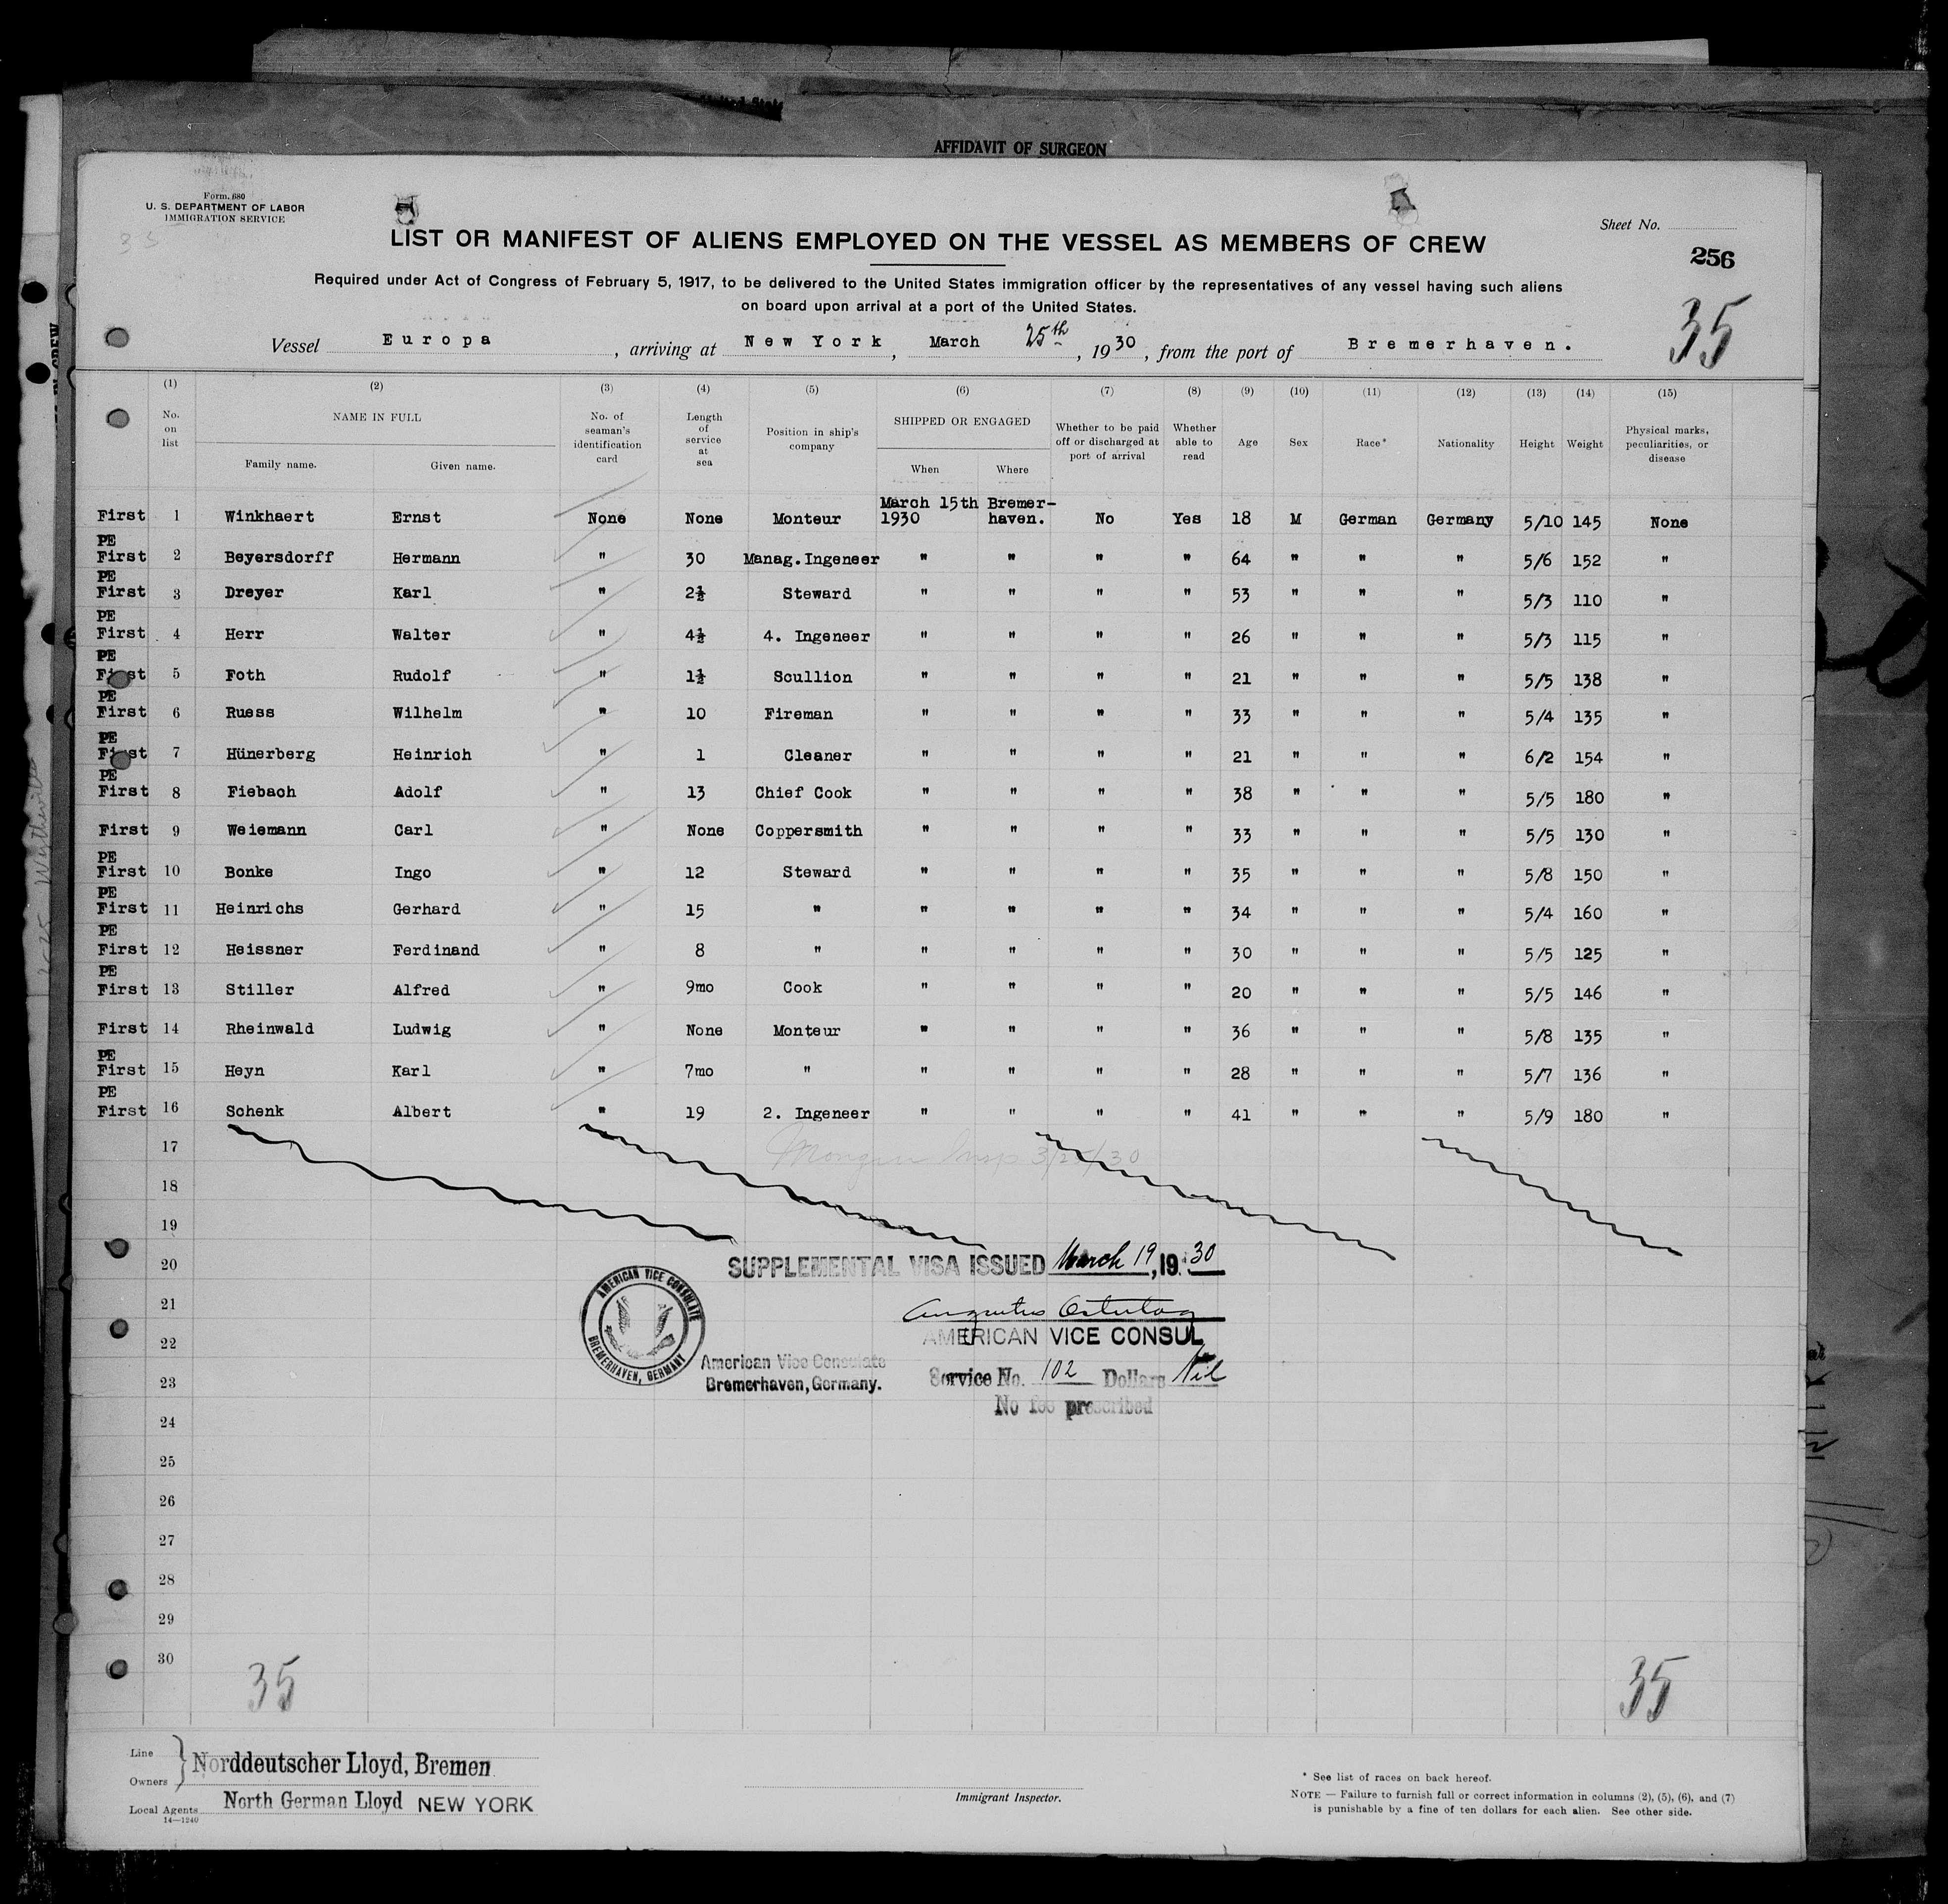 AFFIDAVIT OF SURGEON
Form 680
U. S. DEPARTMENT OF LABOR
IMMIGRATION SERVICE
35
Sheet No.
LIST OR MANIFEST OF ALIENS EMPLOYED ON THE VESSEL AS MEMBERS OF CREW
256
Required under Act of Congress of February 5, 1917, to be delivered to the United States immigration officer by the representatives of any vessel having such aliens
on board upon arrival at a port of the United States.
35
Vessel Europa, arriving at New York, March 25th, 1930, from the port of Bremerhaven.
(1) (2) (3) (4) (5) (6) (7) (8) (9) (10) (11) (12) (13) (14) (15)
No. on list NAME IN FULL Family name. Given name. No. of seaman's identification card Length of service at sea Position in ship's company SHIPPED OR ENGAGED When Where Whether to be paid off or discharged at port of arrival Whether able to read Age Sex Race* Nationality Height Weight Physical marks, peculiarities, or disease
First 1 Winkhaert Ernst None None Monteur March 15th 1930 Bremer-haven. No Yes 18 M German Germany 5/10 145 None
PE
First 2 Beyersdorff Hermann " 30 Manag.Ingeneer " " " " 64 " " " 5/6 152 "
PE
First 3 Dreyer Karl " 2½ Steward " " " " 53 " " " 5/3 110 "
PE
First 4 Herr Walter " 4½ 4. Ingeneer " " " " 26 " " " 5/3 115 "
PE
First 5 Foth Rudolf " 1½ Scullion " " " " 21 " " " 5/5 138 "
PE
First 6 Ruess Wilhelm " 10 Fireman " " " " 33 " " " 5/4 135 "
PE
First 7 Hünerberg Heinrich " 1 Cleaner " " " " 21 " " " 6/2 154 "
PE
First 8 Fiebach Adolf " 13 Chief Cook " " " " 38 " " " 5/5 180 "
First 9 Weiemann Carl " None Coppersmith " " " " 33 " " " 5/5 130 "
PE
First 10 Bonke Ingo " 12 Steward " " " " 35 " " " 5/8 150 "
PE
First 11 Heinrichs Gerhard " 15 " " " " " 34 " " " 5/4 160 "
PE
First 12 Heissner Ferdinand " 8 " " " " " 30 " " " 5/5 125 "
PE
First 13 Stiller Alfred " 9mo Cook " " " " 20 " " " 5/5 146 "
First 14 Rheinwald Ludwig " None Monteur " " " " 36 " " " 5/8 135 "
PE
First 15 Heyn Karl " 7mo " " " " " 28 " " " 5/7 136 "
PE
First 16 Schenk Albert " 19 2. Ingeneer " " " " 41 " " " 5/9 180 "
17 Insp 3/25/30
18
19
20 SUPPLEMENTAL VISA ISSUED March 19, 1930
21
22 AMERICAN VICE CONSUL
AMERICAN VICE CONSULATE BREMERHAVEN, GERMANY
American Vice Consulate
Bremerhaven, Germany.
23 Service No. 102 Dollars Nil
No fee prescribed
24
25
26
27
28
29
30
35 35
Line
Owners
Norddeutscher Lloyd, Bremen
Local Agents North German Lloyd NEW YORK
14—1240
Immigrant Inspector.
* See list of races on back hereof.
NOTE — Failure to furnish full or correct information in columns (2), (5), (6), and (7)
is punishable by a fine of ten dollars for each alien. See other side.